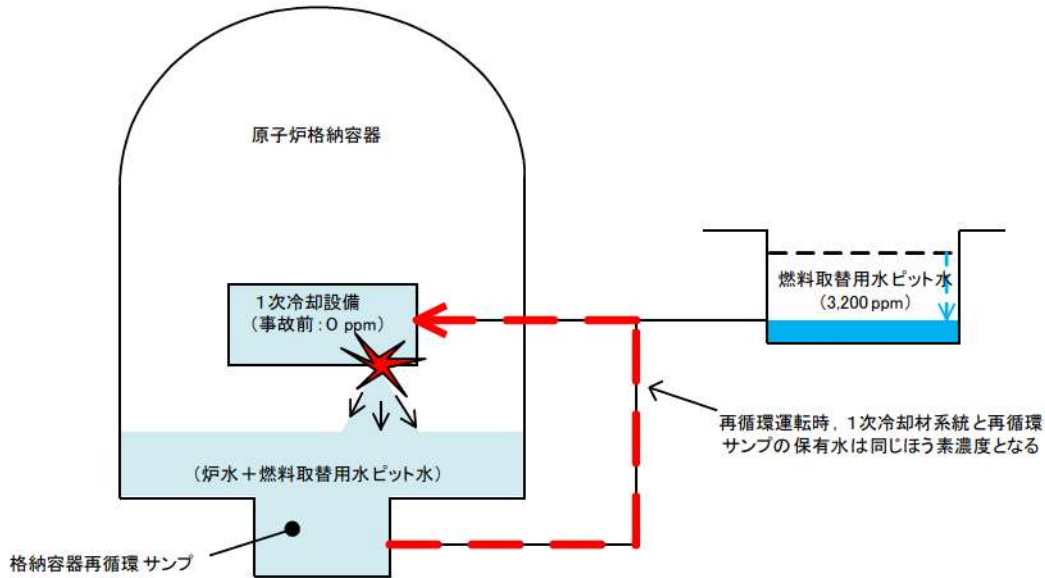 原子炉格納容器
1次冷却設備
（事故前：0 ppm）
燃料取替用水ピット水
（3,200 ppm）
再循環運転時，1次冷却材系統と再循環
サンプの保有水は同じほう素濃度となる
（炉水＋燃料取替用水ピット水）
格納容器再循環サンプ